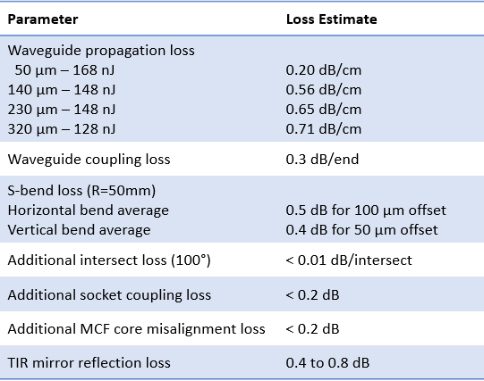 Parameter Loss Estimate
Waveguide propagation loss
50 µm – 168 nJ 0.20 dB/cm
140 µm – 148 nJ 0.56 dB/cm
230 µm – 148 nJ 0.65 dB/cm
320 µm – 128 nJ 0.71 dB/cm
Waveguide coupling loss 0.3 dB/end
S-bend loss (R=50mm)
Horizontal bend average 0.5 dB for 100 µm offset
Vertical bend average 0.4 dB for 50 µm offset
Additional intersect loss (100°) < 0.01 dB/intersect
Additional socket coupling loss < 0.2 dB
Additional MCF core misalignment loss < 0.2 dB
TIR mirror reflection loss 0.4 to 0.8 dB